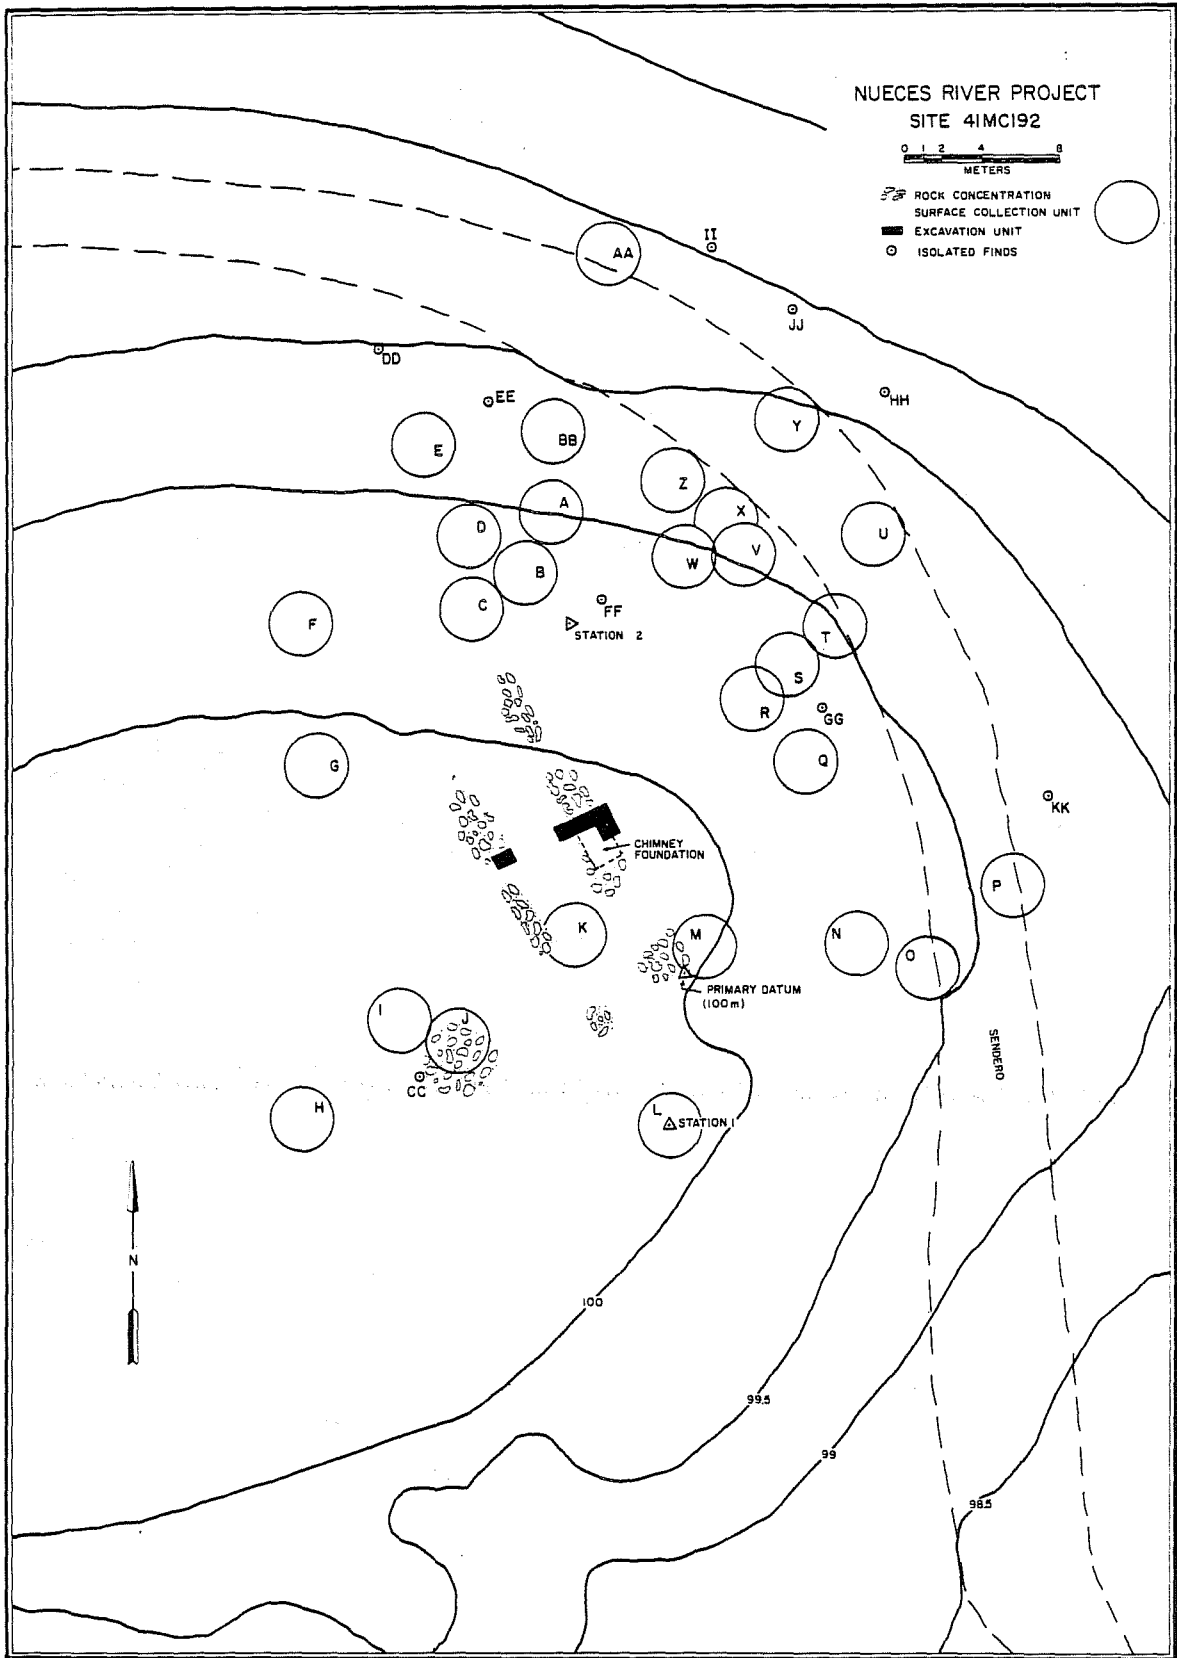 NUECES RIVER PROJECT
SITE 41MC192
0 1 2 4 8
METERS
ROCK CONCENTRATION
SURFACE COLLECTION UNIT
EXCAVATION UNIT
ISOLATED FINDS
II
AA
JJ
DD
HH
EE
Y
BB
E
Z
A
X
D
U
V
W
B
C
FF
F
STATION 2
T
S
R
GG
Q
G
KK
CHIMNEY
FOUNDATION
P
K
M
N
O
PRIMARY DATUM
(100m)
I
J
SENDERO
CC
H
L
STATION 1
N
100
99.5
99
98.5